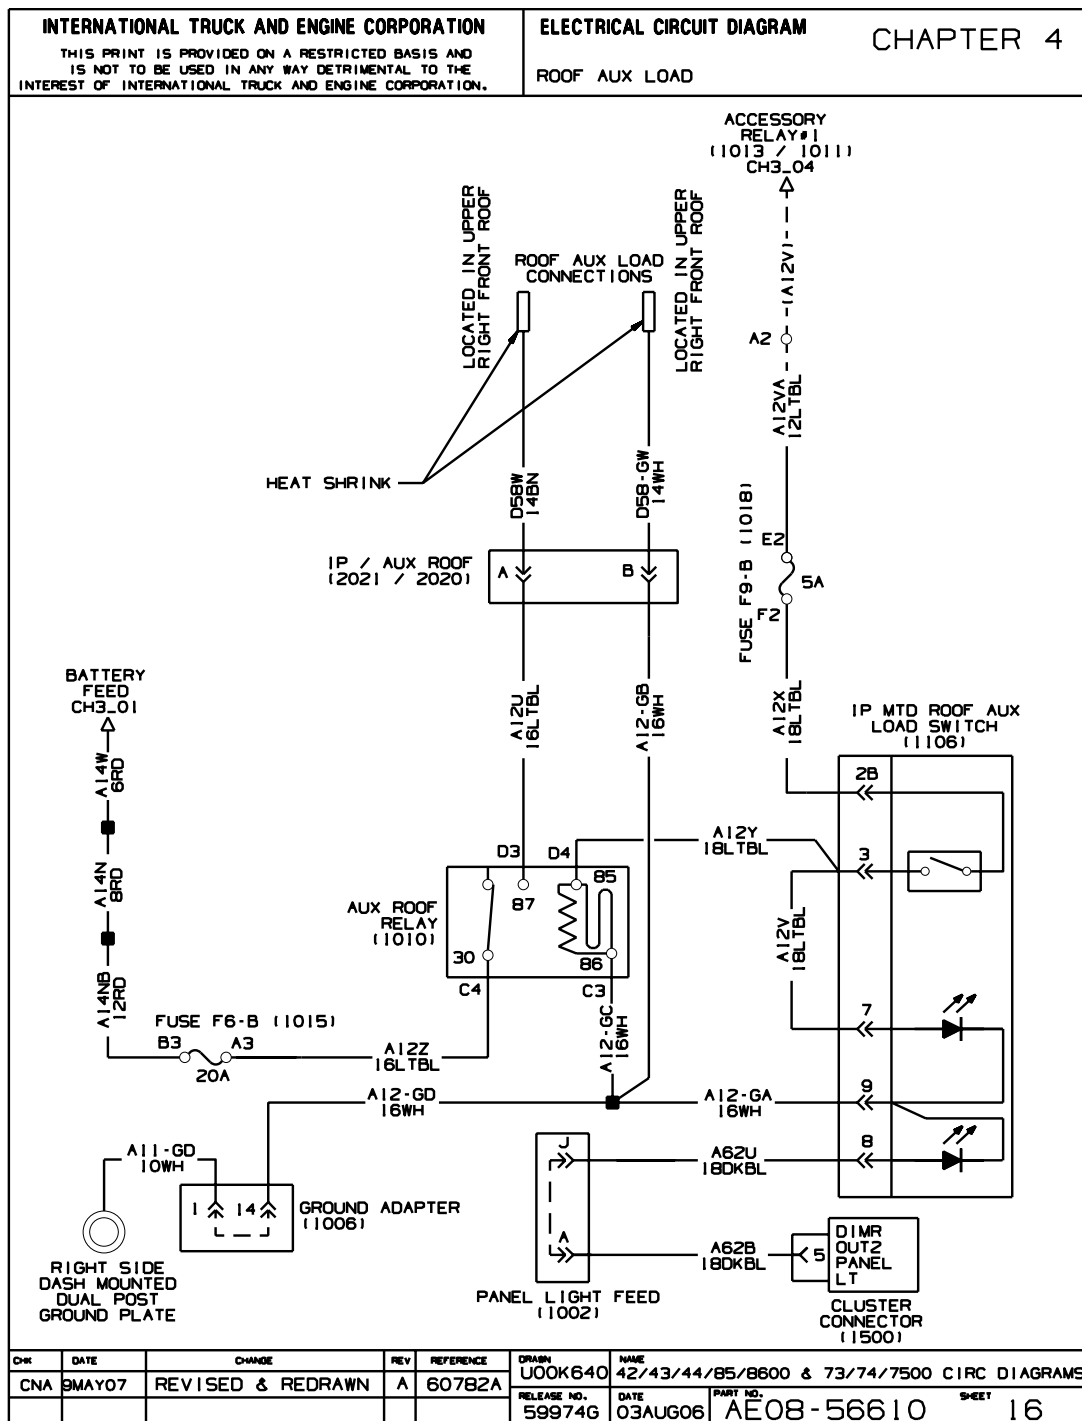 INTERNATIONAL TRUCK AND ENGINE CORPORATION
THIS PRINT IS PROVIDED ON A RESTRICTED BASIS AND
IS NOT TO BE USED IN ANY WAY DETRIMENTAL TO THE
INTEREST OF INTERNATIONAL TRUCK AND ENGINE CORPORATION.
ELECTRICAL CIRCUIT DIAGRAM
ROOF AUX LOAD
CHAPTER 4
ACCESSORY
RELAY#1
(1013 / 1011)
CH3_04
(A12V)
A2
A12VA
12LTBL
LOCATED IN UPPER
RIGHT FRONT ROOF
ROOF AUX LOAD
CONNECTIONS
LOCATED IN UPPER
RIGHT FRONT ROOF
HEAT SHRINK
D58W
14BN
D58-GW
14WH
IP / AUX ROOF
(2021 / 2020)
A
B
FUSE F9-B (1018)
E2
5A
F2
BATTERY
FEED
CH3_01
A14W
6RD
A14N
8RD
A14NB
12RD
A12U
16LTBL
A12-GB
16WH
A12X
18LTBL
IP MTD ROOF AUX
LOAD SWITCH
(1106)
2B
A12Y
18LTBL
3
D3
D4
85
87
AUX ROOF
RELAY
(1010)
30
86
C4
C3
A12V
18LTBL
7
FUSE F6-B (1015)
B3
A3
20A
A12Z
16LTBL
A12-GC
16WH
A12-GD
16WH
A12-GA
16WH
9
A11-GD
10WH
J
A62U
18DKBL
8
1
14
GROUND ADAPTER
(1006)
A
A62B
18DKBL
5
DIMR
OUT2
PANEL
LT
RIGHT SIDE
DASH MOUNTED
DUAL POST
GROUND PLATE
PANEL LIGHT FEED
(1002)
CLUSTER
CONNECTOR
(1500)
CHK DATE CHANGE REV REFERENCE
CNA 9MAY07 REVISED & REDRAWN A 60782A
DRAWN
U00K640
NAME
42/43/44/85/8600 & 73/74/7500 CIRC DIAGRAMS
RELEASE NO.
59974G
DATE
03AUG06
PART NO.
AE08-56610
SHEET
16